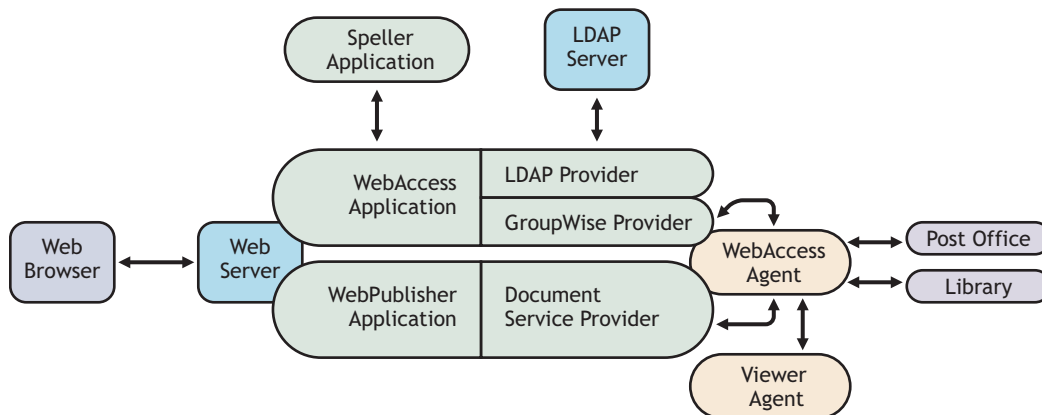 Speller
Application
LDAP
Server
WebAccess
Application
LDAP Provider
GroupWise Provider
Web
Browser
Web
Server
WebAccess
Agent
Post Office
Library
WebPublisher
Application
Document
Service Provider
Viewer
Agent